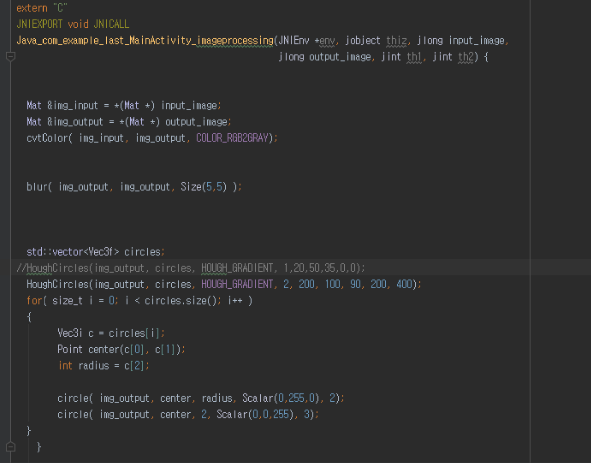 extern "C"
JNIEXPORT void JNICALL
Java_com_example_last_MainActivity_imageprocessing(JNIEnv *env, jobject thiz, jlong input_image,
jlong output_image, jint th1, jint th2) {
Mat &img_input = *(Mat *) input_image;
Mat &img_output = *(Mat *) output_image;
cvtColor( img_input, img_output, COLOR_RGB2GRAY);
blur( img_output, img_output, Size(5,5) );
std::vector<Vec3f> circles;
//HoughCircles(img_output, circles, HOUGH_GRADIENT, 1,20,50,35,0,0);
HoughCircles(img_output, circles, HOUGH_GRADIENT, 2, 200, 100, 90, 200, 400);
for( size_t i = 0; i < circles.size(); i++ )
{
Vec3i c = circles[i];
Point center(c[0], c[1]);
int radius = c[2];
circle( img_output, center, radius, Scalar(0,255,0), 2);
circle( img_output, center, 2, Scalar(0,0,255), 3);
}
}